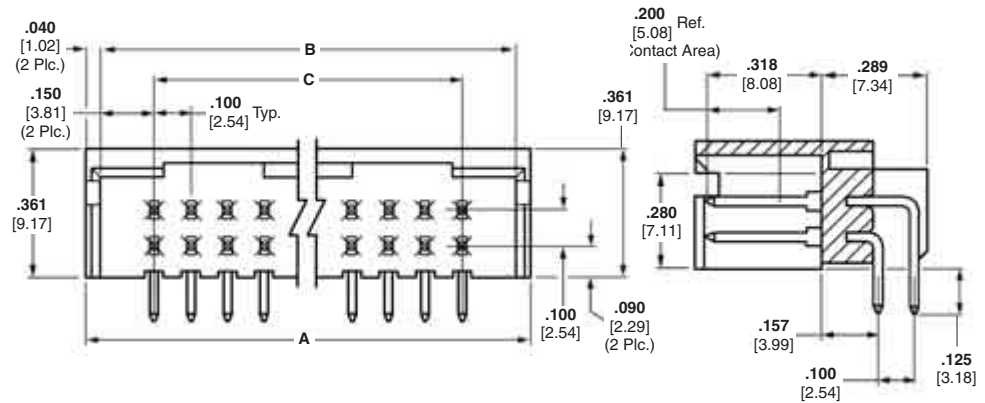 .040
[1.02]
(2 Plc.)
B
C
.150
[3.81]
(2 Plc.)
.100 Typ.
[2.54]
.361
[9.17]
.361
[9.17]
A
.100
[2.54]
.090
[2.29]
(2 Plc.)
.200 Ref.
[5.08]
Contact Area)
.318
[8.08]
.289
[7.34]
.280
[7.11]
.157
[3.99]
.100
[2.54]
.125
[3.18]